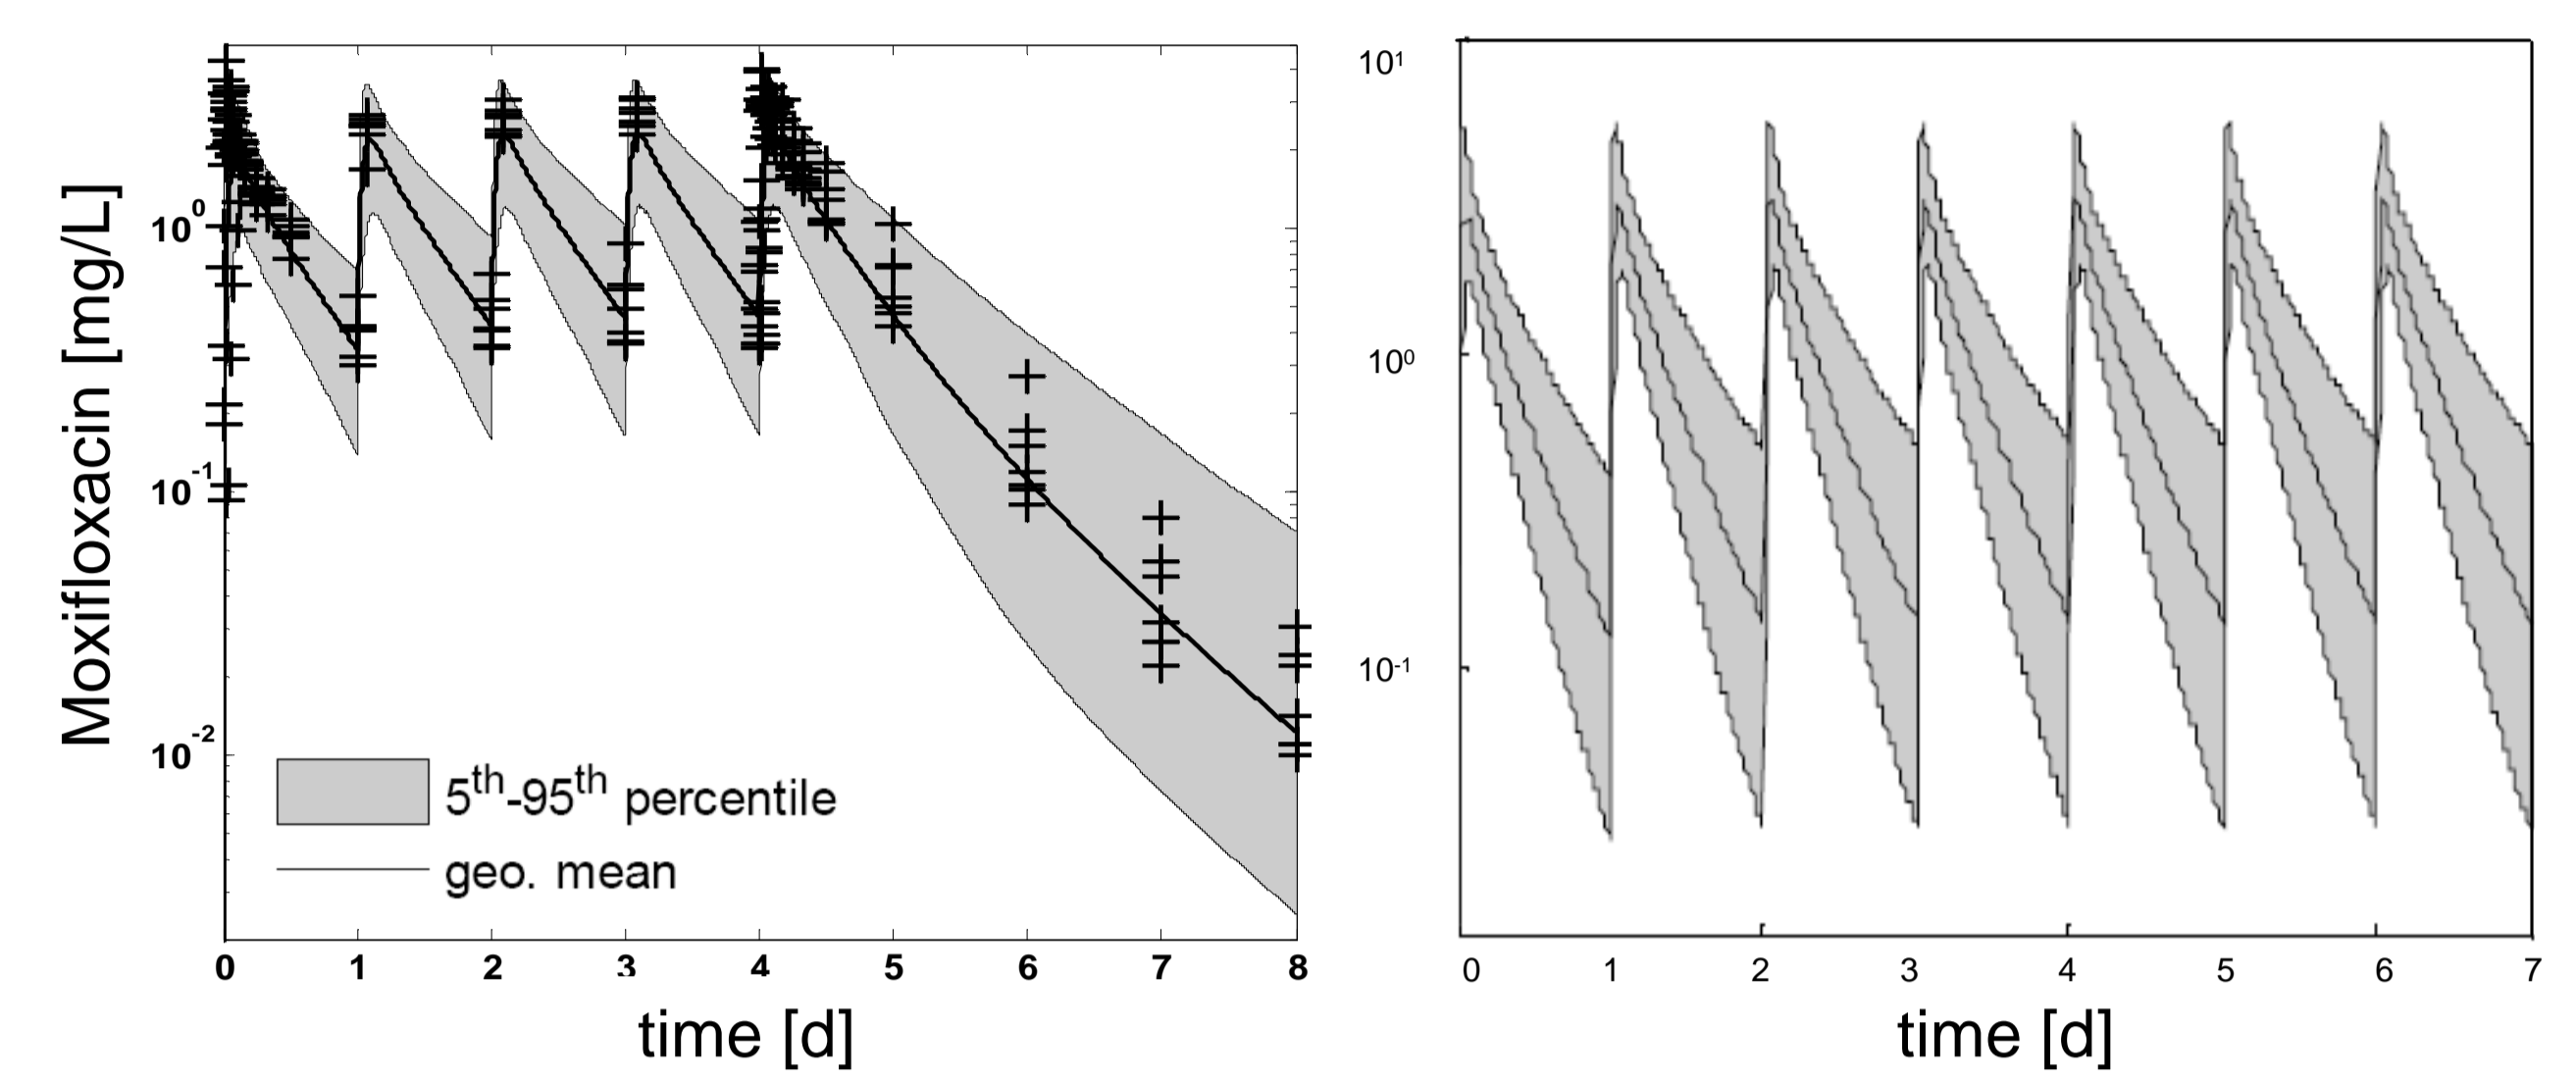 Moxifloxacin [mg/L]
10^0
10^-1
10^-2
5th-95th percentile
geo. mean
0 1 2 3 4 5 6 7 8
time [d]
10^1
10^0
10^-1
0 1 2 3 4 5 6 7
time [d]